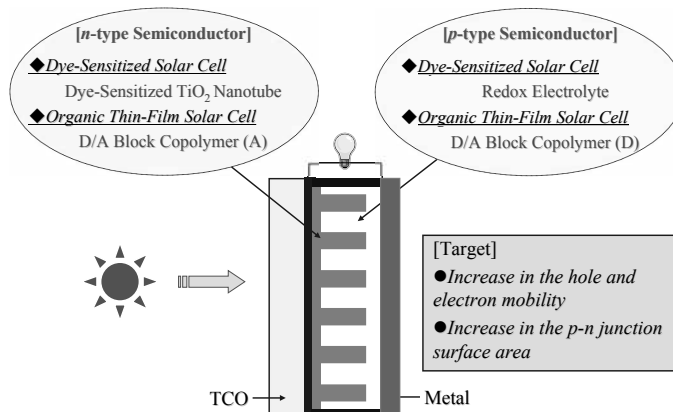 [n-type Semiconductor]
◆Dye-Sensitized Solar Cell
Dye-Sensitized TiO₂ Nanotube
◆Organic Thin-Film Solar Cell
D/A Block Copolymer (A)
[p-type Semiconductor]
◆Dye-Sensitized Solar Cell
Redox Electrolyte
◆Organic Thin-Film Solar Cell
D/A Block Copolymer (D)
[Target]
●Increase in the hole and
electron mobility
●Increase in the p-n junction
surface area
TCO
Metal